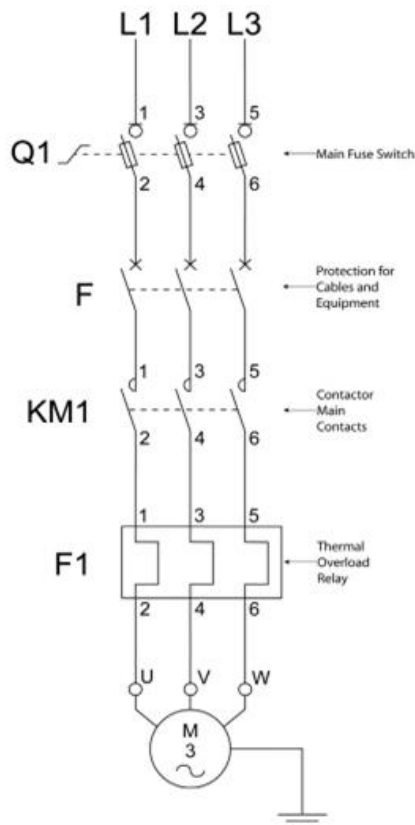 L1 L2 L3
1 3 5
Q1
Main Fuse Switch
2 4 6
F
Protection for
Cables and
Equipment
1 3 5
KM1
Contactor
Main
Contacts
2 4 6
1 3 5
F1
Thermal
Overload
Relay
2 4 6
U V W
M
3